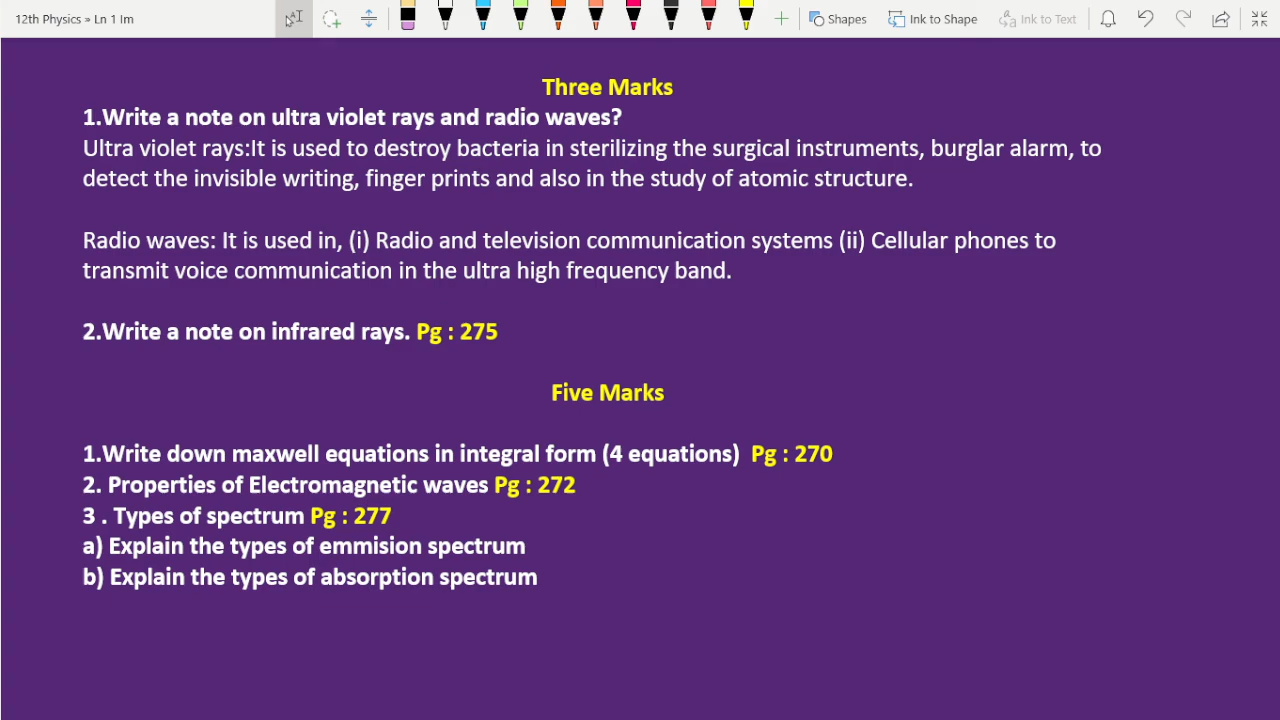 12th Physics » Ln 1 Im
Shapes
Ink to Shape
Ink to Text
Three Marks
1.Write a note on ultra violet rays and radio waves?
Ultra violet rays:It is used to destroy bacteria in sterilizing the surgical instruments, burglar alarm, to
detect the invisible writing, finger prints and also in the study of atomic structure.
Radio waves: It is used in, (i) Radio and television communication systems (ii) Cellular phones to
transmit voice communication in the ultra high frequency band.
2.Write a note on infrared rays. Pg : 275
Five Marks
1.Write down maxwell equations in integral form (4 equations) Pg : 270
2. Properties of Electromagnetic waves Pg : 272
3 . Types of spectrum Pg : 277
a) Explain the types of emmision spectrum
b) Explain the types of absorption spectrum